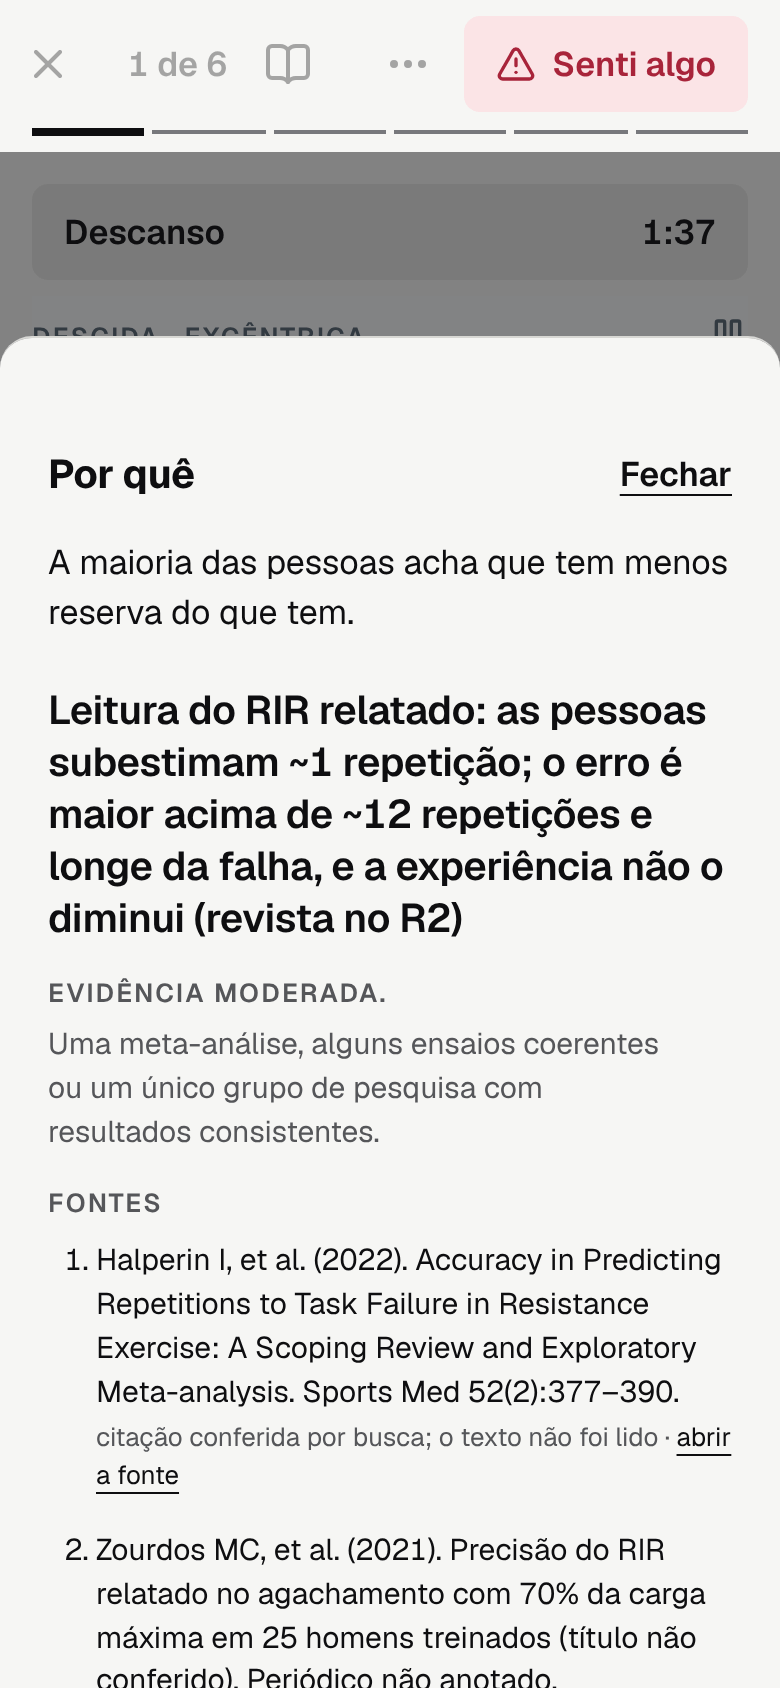 1 de 6
Senti algo
Descanso
1:37
DESCIDA EXCÊNTRICA
Por quê
Fechar
A maioria das pessoas acha que tem menos
reserva do que tem.
Leitura do RIR relatado: as pessoas
subestimam ~1 repetição; o erro é
maior acima de ~12 repetições e
longe da falha, e a experiência não o
diminui (revista no R2)
EVIDÊNCIA MODERADA.
Uma meta-análise, alguns ensaios coerentes
ou um único grupo de pesquisa com
resultados consistentes.
FONTES
1. Halperin I, et al. (2022). Accuracy in Predicting
Repetitions to Task Failure in Resistance
Exercise: A Scoping Review and Exploratory
Meta-analysis. Sports Med 52(2):377–390.
citação conferida por busca; o texto não foi lido · abrir
a fonte
2. Zourdos MC, et al. (2021). Precisão do RIR
relatado no agachamento com 70% da carga
máxima em 25 homens treinados (título não
conferido). Periódico não anotado.